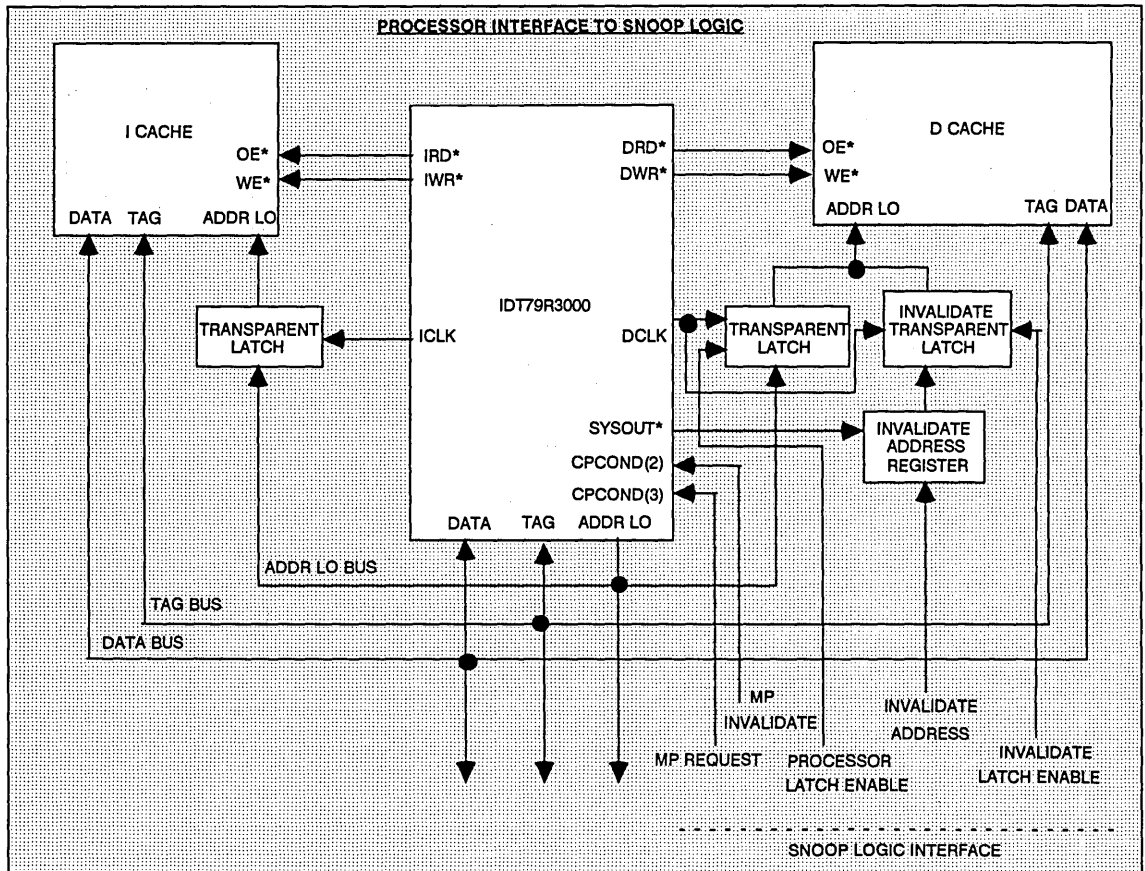 PROCESSOR INTERFACE TO SNOOP LOGIC
I CACHE
OE*
WE*
DATA TAG ADDR LO
D CACHE
OE*
WE*
ADDR LO
TAG DATA
IRD*
IWR*
DRD*
DWR*
IDT79R3000
ICLK
DCLK
SYSOUT*
CPCOND(2)
CPCOND(3)
DATA TAG ADDR LO
TRANSPARENT
LATCH
TRANSPARENT
LATCH
INVALIDATE
TRANSPARENT
LATCH
INVALIDATE
ADDRESS
REGISTER
ADDR LO BUS
TAG BUS
DATA BUS
MP
INVALIDATE
MP REQUEST
PROCESSOR
LATCH ENABLE
INVALIDATE
ADDRESS
INVALIDATE
LATCH ENABLE
SNOOP LOGIC INTERFACE